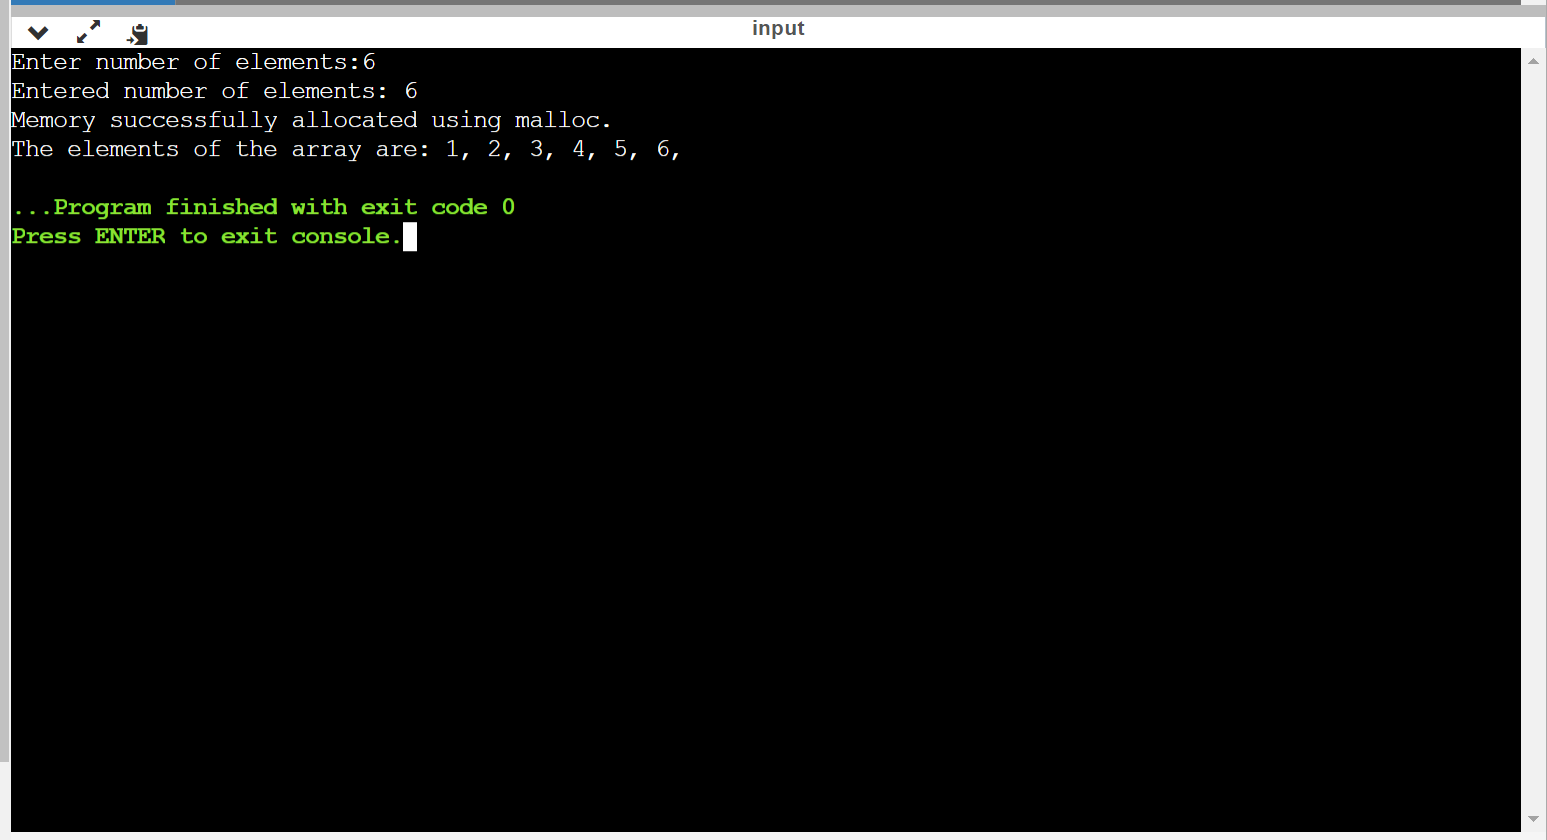 input
Enter number of elements:6
Entered number of elements: 6
Memory successfully allocated using malloc.
The elements of the array are: 1, 2, 3, 4, 5, 6,
...Program finished with exit code 0
Press ENTER to exit console.